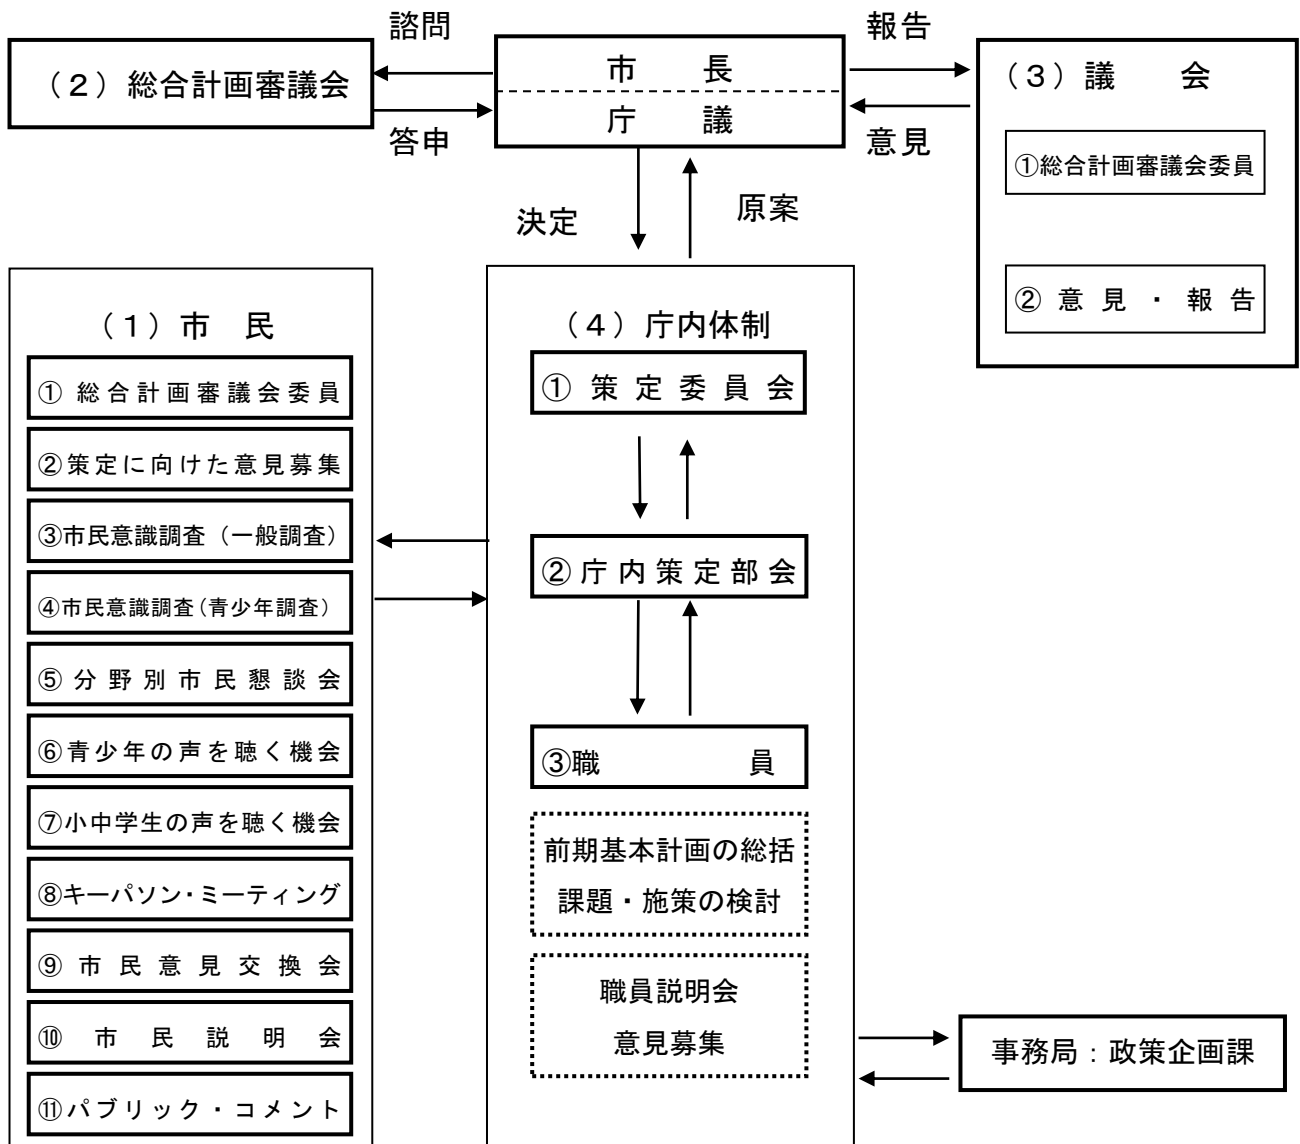 諮問
報告
(2)総合計画審議会
市 長
庁 議
(3)議 会
答申
意見
①総合計画審議会委員
②意見・報告
決定
原案
(1)市 民
①総合計画審議会委員
②策定に向けた意見募集
③市民意識調査(一般調査)
④市民意識調査(青少年調査)
⑤分野別市民懇談会
⑥青少年の声を聴く機会
⑦小中学生の声を聴く機会
⑧キーパソン・ミーティング
⑨市民意見交換会
⑩市民説明会
⑪パブリック・コメント
(4)庁内体制
①策定委員会
②庁内策定部会
③職 員
前期基本計画の総括
課題・施策の検討
職員説明会
意見募集
事務局:政策企画課